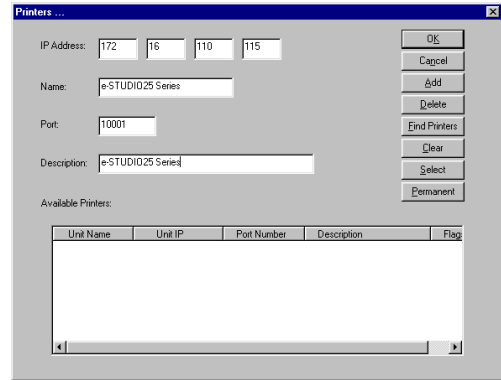 Printers ...
IP Address: 172 16 110 115
OK
Cancel
Name: e-STUDIO25 Series
Add
Delete
Port: 10001
Find Printers
Clear
Description: e-STUDIO25 Series
Select
Permanent
Available Printers:
Unit Name Unit IP Port Number Description Flags